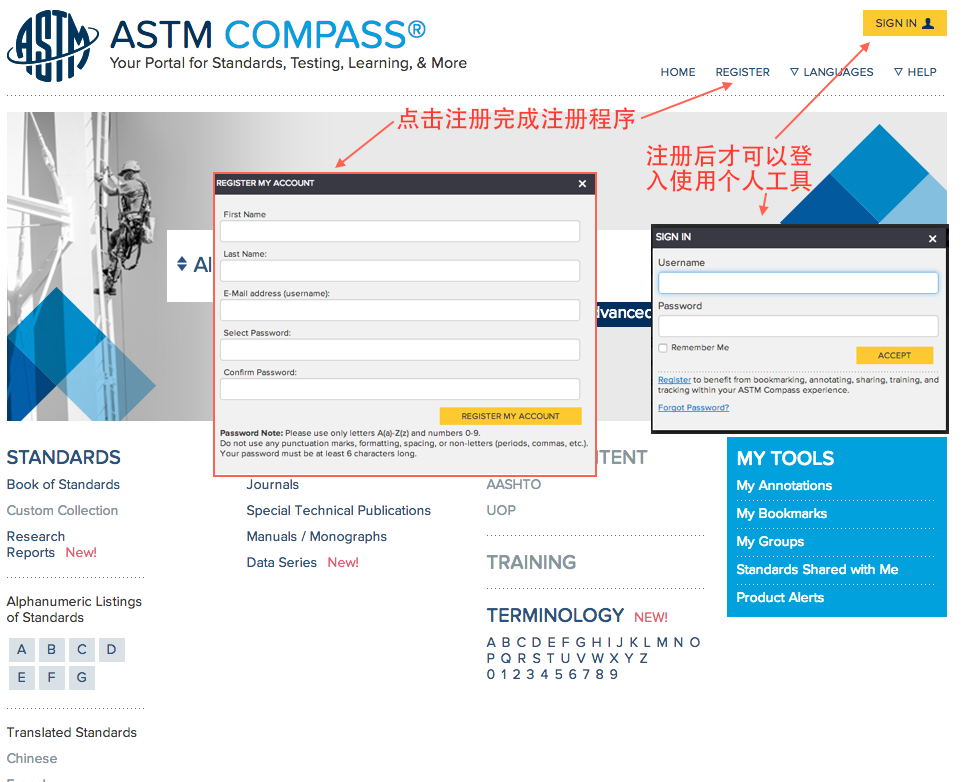 ASTM
ASTM COMPASS®
Your Portal for Standards, Testing, Learning, & More
SIGN IN
HOME REGISTER ▽ LANGUAGES ▽ HELP
点击注册完成注册程序
注册后才可以登
入使用个人工具
REGISTER MY ACCOUNT ×
First Name
Last Name:
E-Mail address (username):
Select Password:
Confirm Password:
REGISTER MY ACCOUNT
Password Note: Please use only letters A(a)-Z(z) and numbers 0-9.
Do not use any punctuation marks, formatting, spacing, or non-letters (periods, commas, etc.).
Your password must be at least 6 characters long.
SIGN IN ×
Username
Password
Remember Me
ACCEPT
Register to benefit from bookmarking, annotating, sharing, training, and
tracking within your ASTM Compass experience.
Forgot Password?
STANDARDS
Book of Standards
Custom Collection
Research
Reports New!
Alphanumeric Listings
of Standards
A B C D
E F G
Translated Standards
Chinese
Journals
Special Technical Publications
Manuals / Monographs
Data Series New!
AASHTO
UOP
TRAINING
TERMINOLOGY NEW!
A B C D E F G H I J K L M N O
P Q R S T U V W X Y Z
0 1 2 3 4 5 6 7 8 9
MY TOOLS
My Annotations
My Bookmarks
My Groups
Standards Shared with Me
Product Alerts